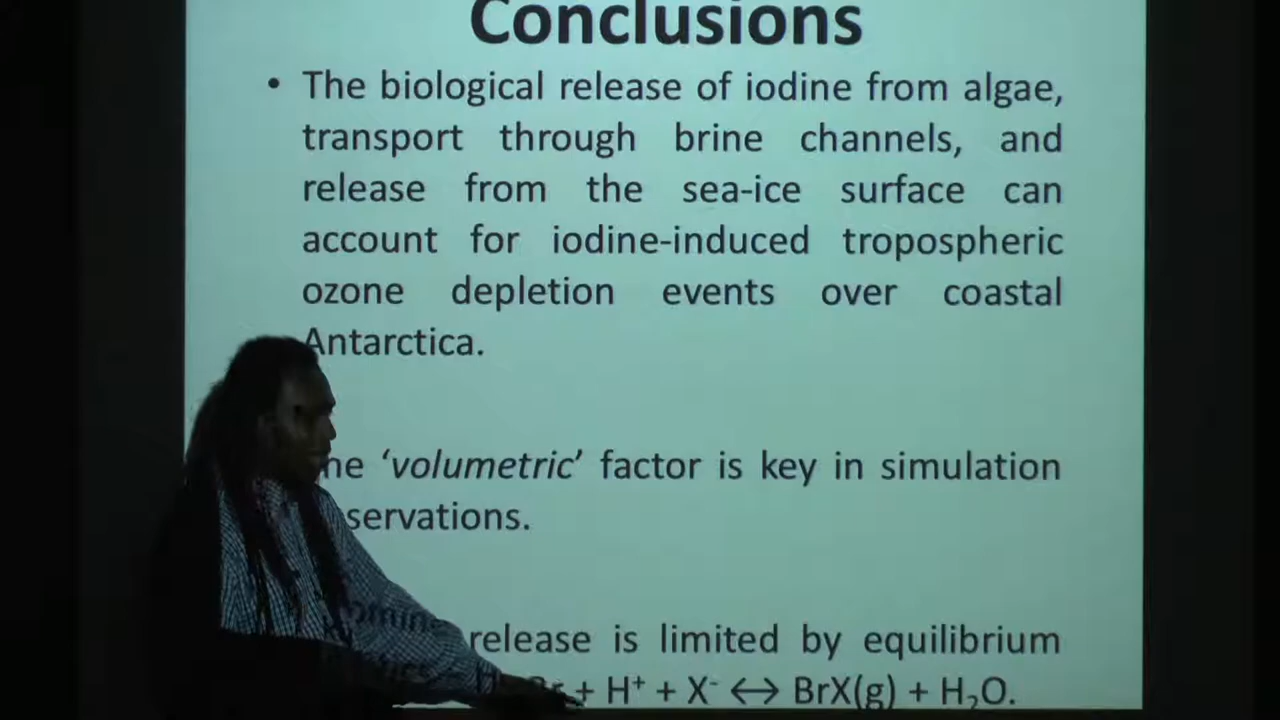 Conclusions
• The biological release of iodine from algae,
transport through brine channels, and
release from the sea-ice surface can
account for iodine-induced tropospheric
ozone depletion events over coastal
Antarctica.
‘volumetric’ factor is key in simulation
release is limited by equilibrium
+ H⁺ + X⁻ ↔ BrX(g) + H₂O.